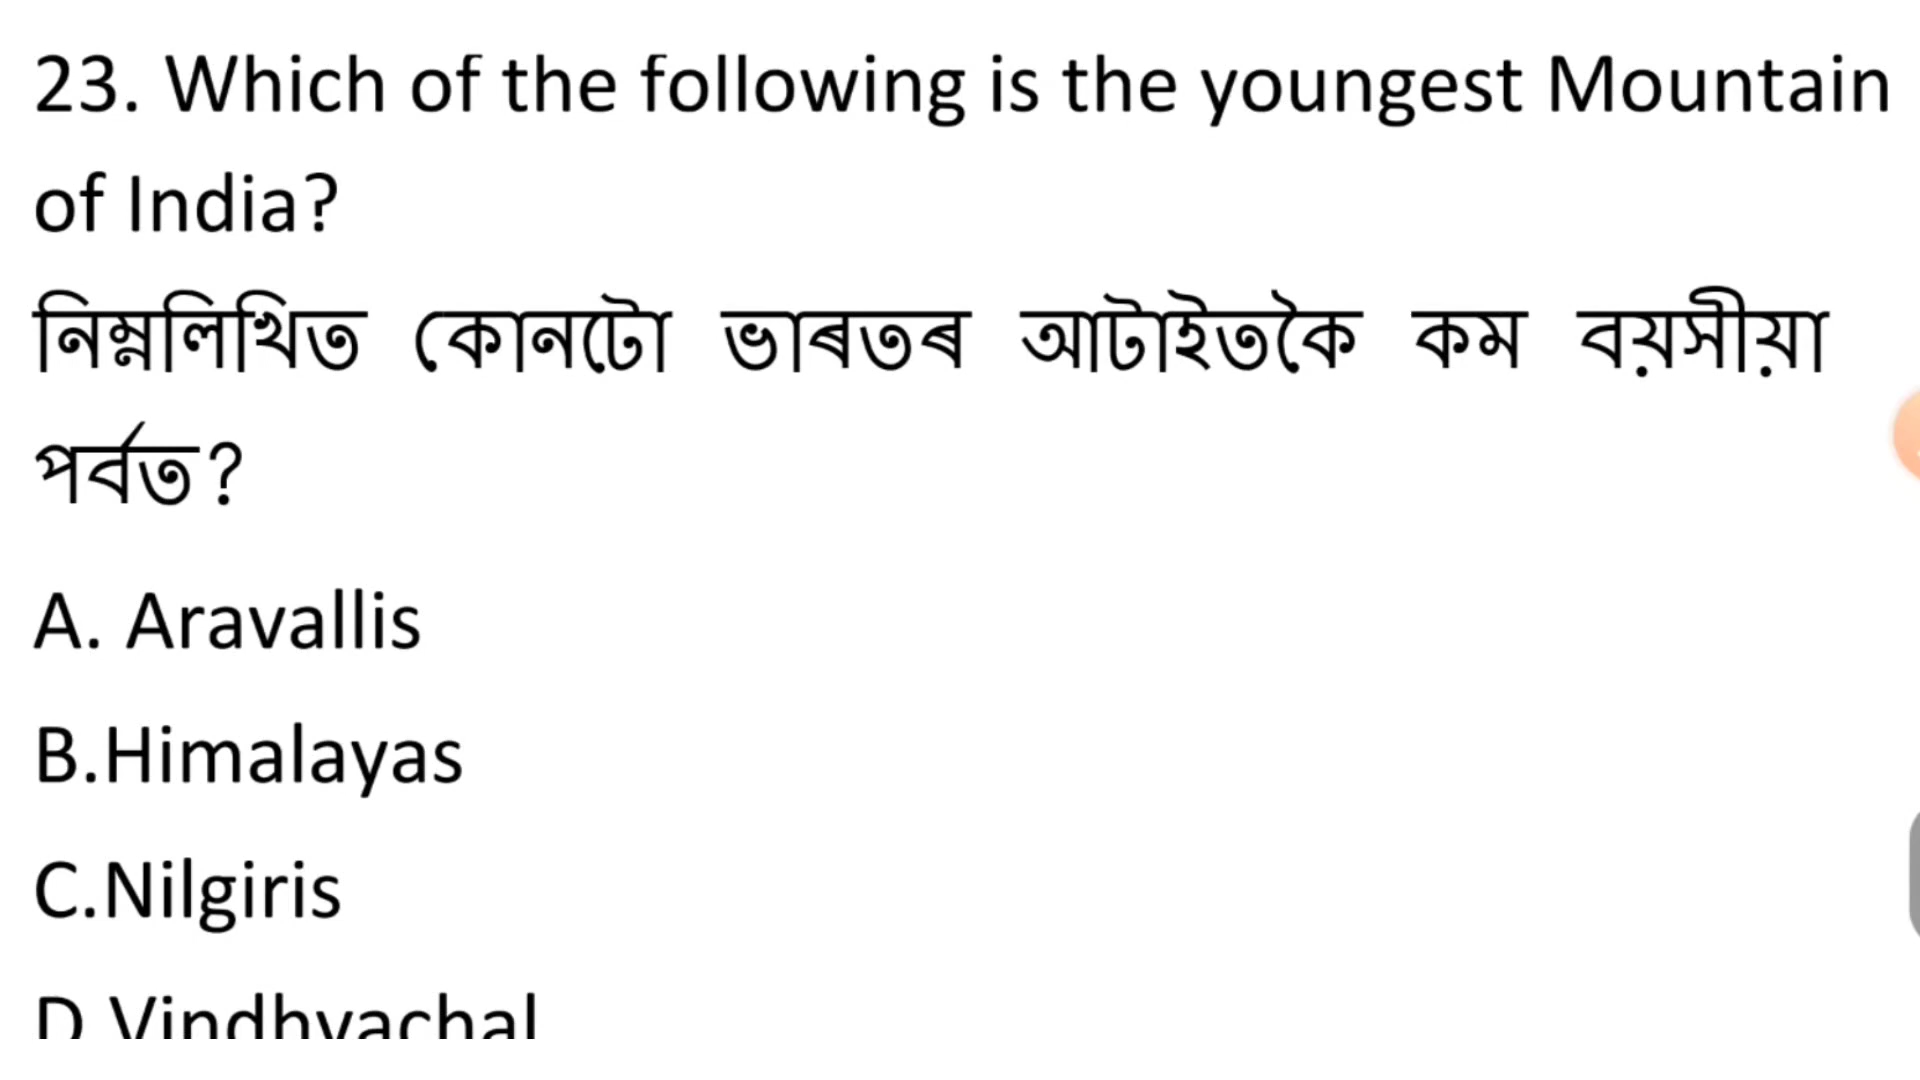 23. Which of the following is the youngest Mountain
of India?
নিম্নলিখিত কোনটো ভাৰতৰ আটাইতকৈ কম বয়সীয়া
পৰ্বত?
A. Aravallis
B.Himalayas
C.Nilgiris
D Vindhyachal